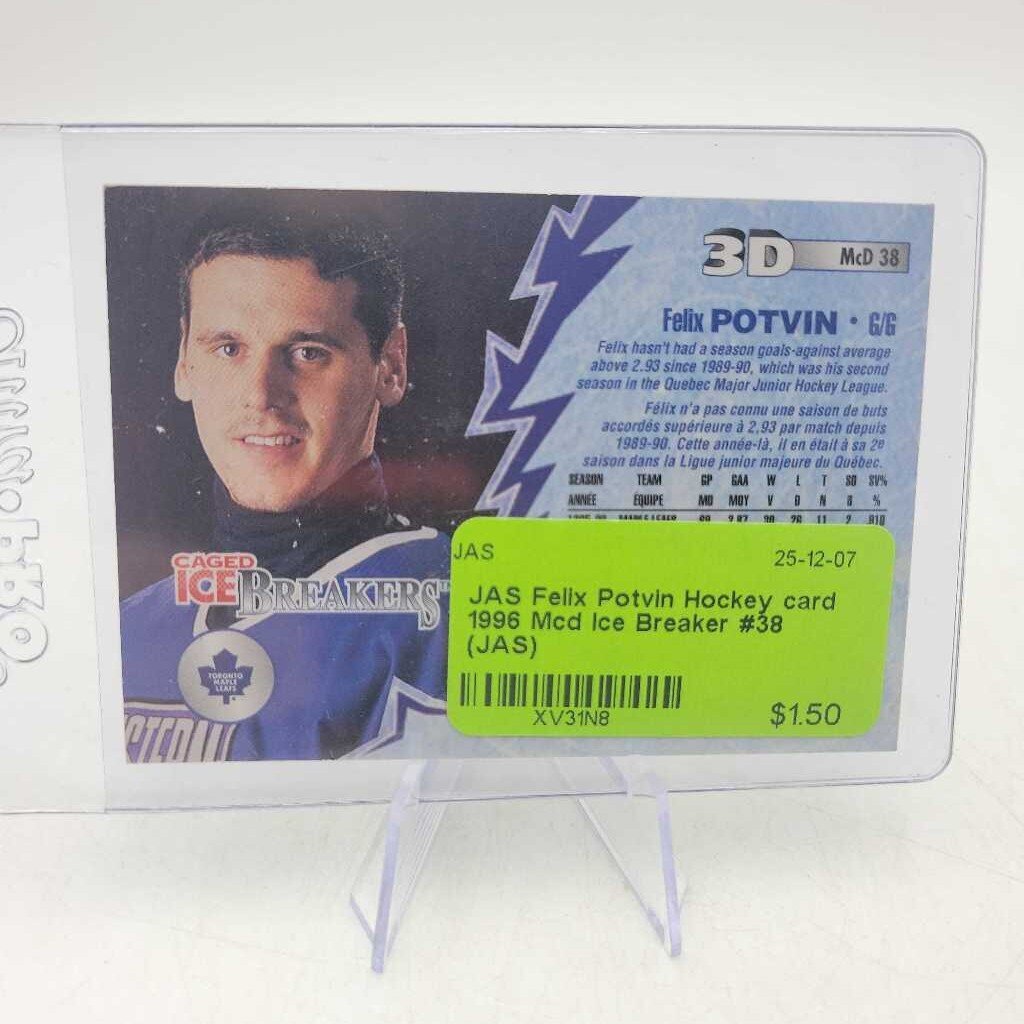 3D McD 38
Felix POTVIN • G/G
Felix hasn't had a season goals-against average
above 2.93 since 1989-90, which was his second
season in the Quebec Major Junior Hockey League.
Félix n'a pas connu une saison de buts
accordés supérieure à 2,93 par match depuis
1989-90. Cette année-là, il en était à sa 2e
saison dans la Ligue junior majeure du Québec.
SEASON TEAM GP GAA W L T SO SV%
ANNÉE ÉQUIPE MOY V D N B %
CAGED
ICE BREAKERS
TORONTO
MAPLE
LEAFS
JAS 25-12-07
JAS Felix Potvin Hockey card
1996 Mcd Ice Breaker #38
(JAS)
XV31N8 $1.50